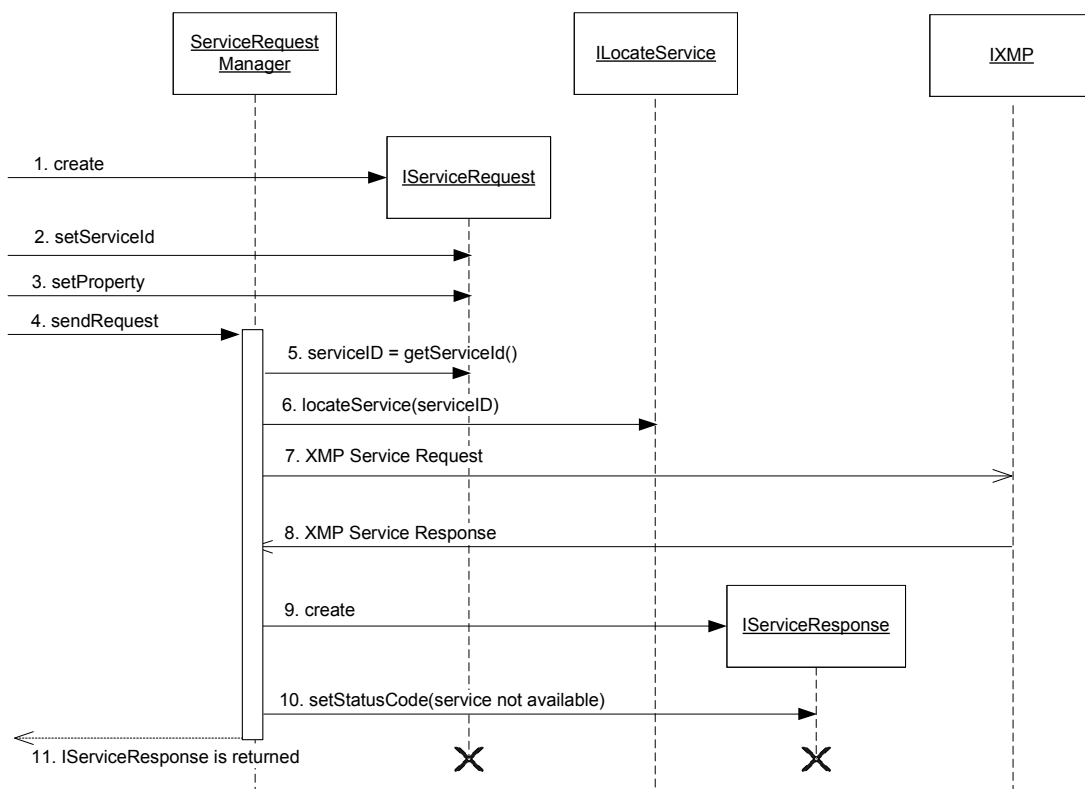 ServiceRequest
Manager
ILocateService
IXMP
1. create
IServiceRequest
2. setServiceId
3. setProperty
4. sendRequest
5. serviceID = getServiceId()
6. locateService(serviceID)
7. XMP Service Request
8. XMP Service Response
9. create
IServiceResponse
10. setStatusCode(service not available)
11. IServiceResponse is returned